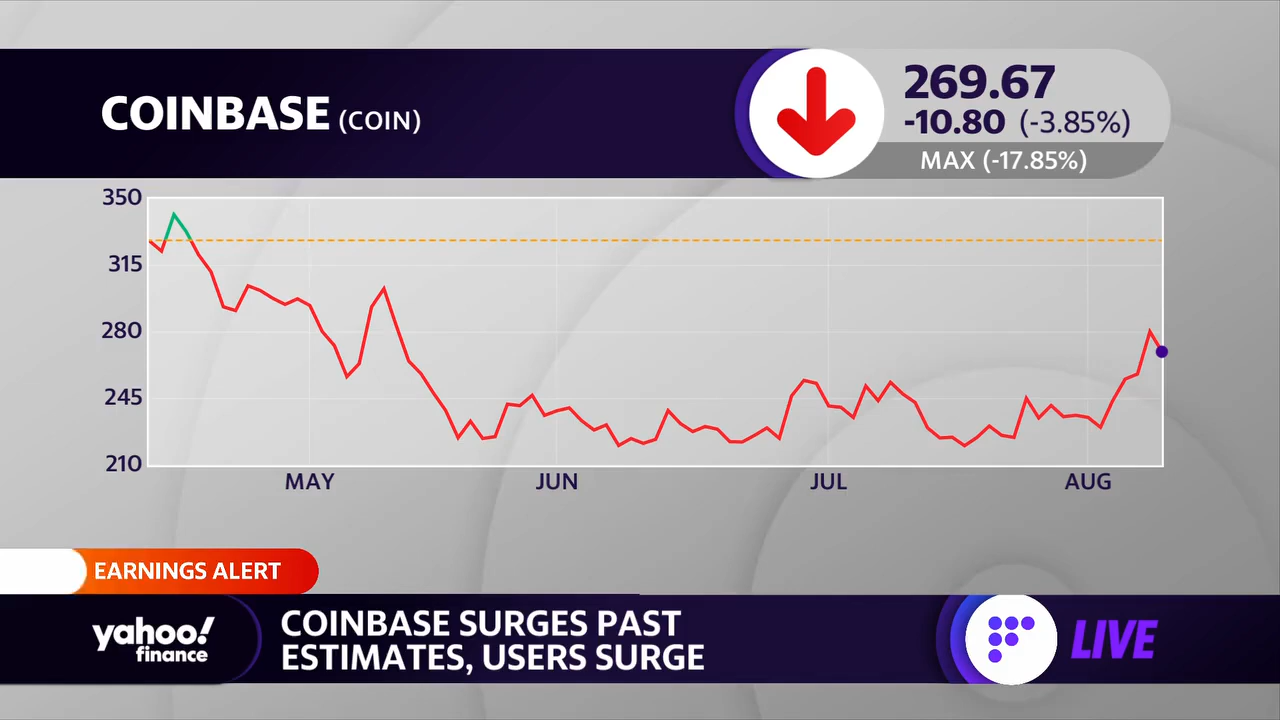 COINBASE (COIN)
269.67
-10.80 (-3.85%)
MAX (-17.85%)
350
315
280
245
210
MAY JUN JUL AUG
EARNINGS ALERT
yahoo!
finance
COINBASE SURGES PAST
ESTIMATES, USERS SURGE
LIVE